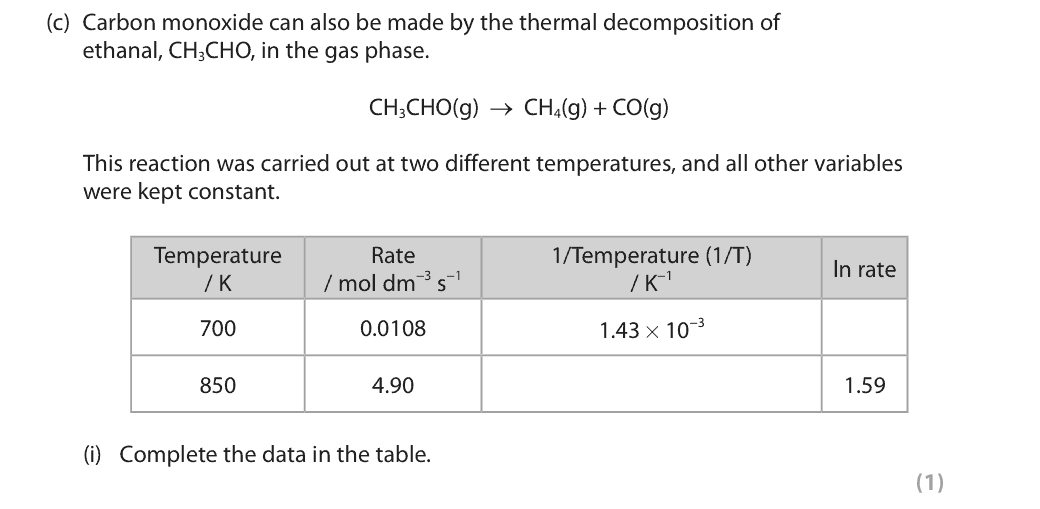 (c) Carbon monoxide can also be made by the thermal decomposition of
ethanal, CH₃CHO, in the gas phase.
CH₃CHO(g) → CH₄(g) + CO(g)
This reaction was carried out at two different temperatures, and all other variables
were kept constant.
Temperature / K | Rate / mol dm⁻³ s⁻¹ | 1/Temperature (1/T) / K⁻¹ | ln rate
700 | 0.0108 | 1.43 × 10⁻³ |
850 | 4.90 | | 1.59
(i) Complete the data in the table.
(1)